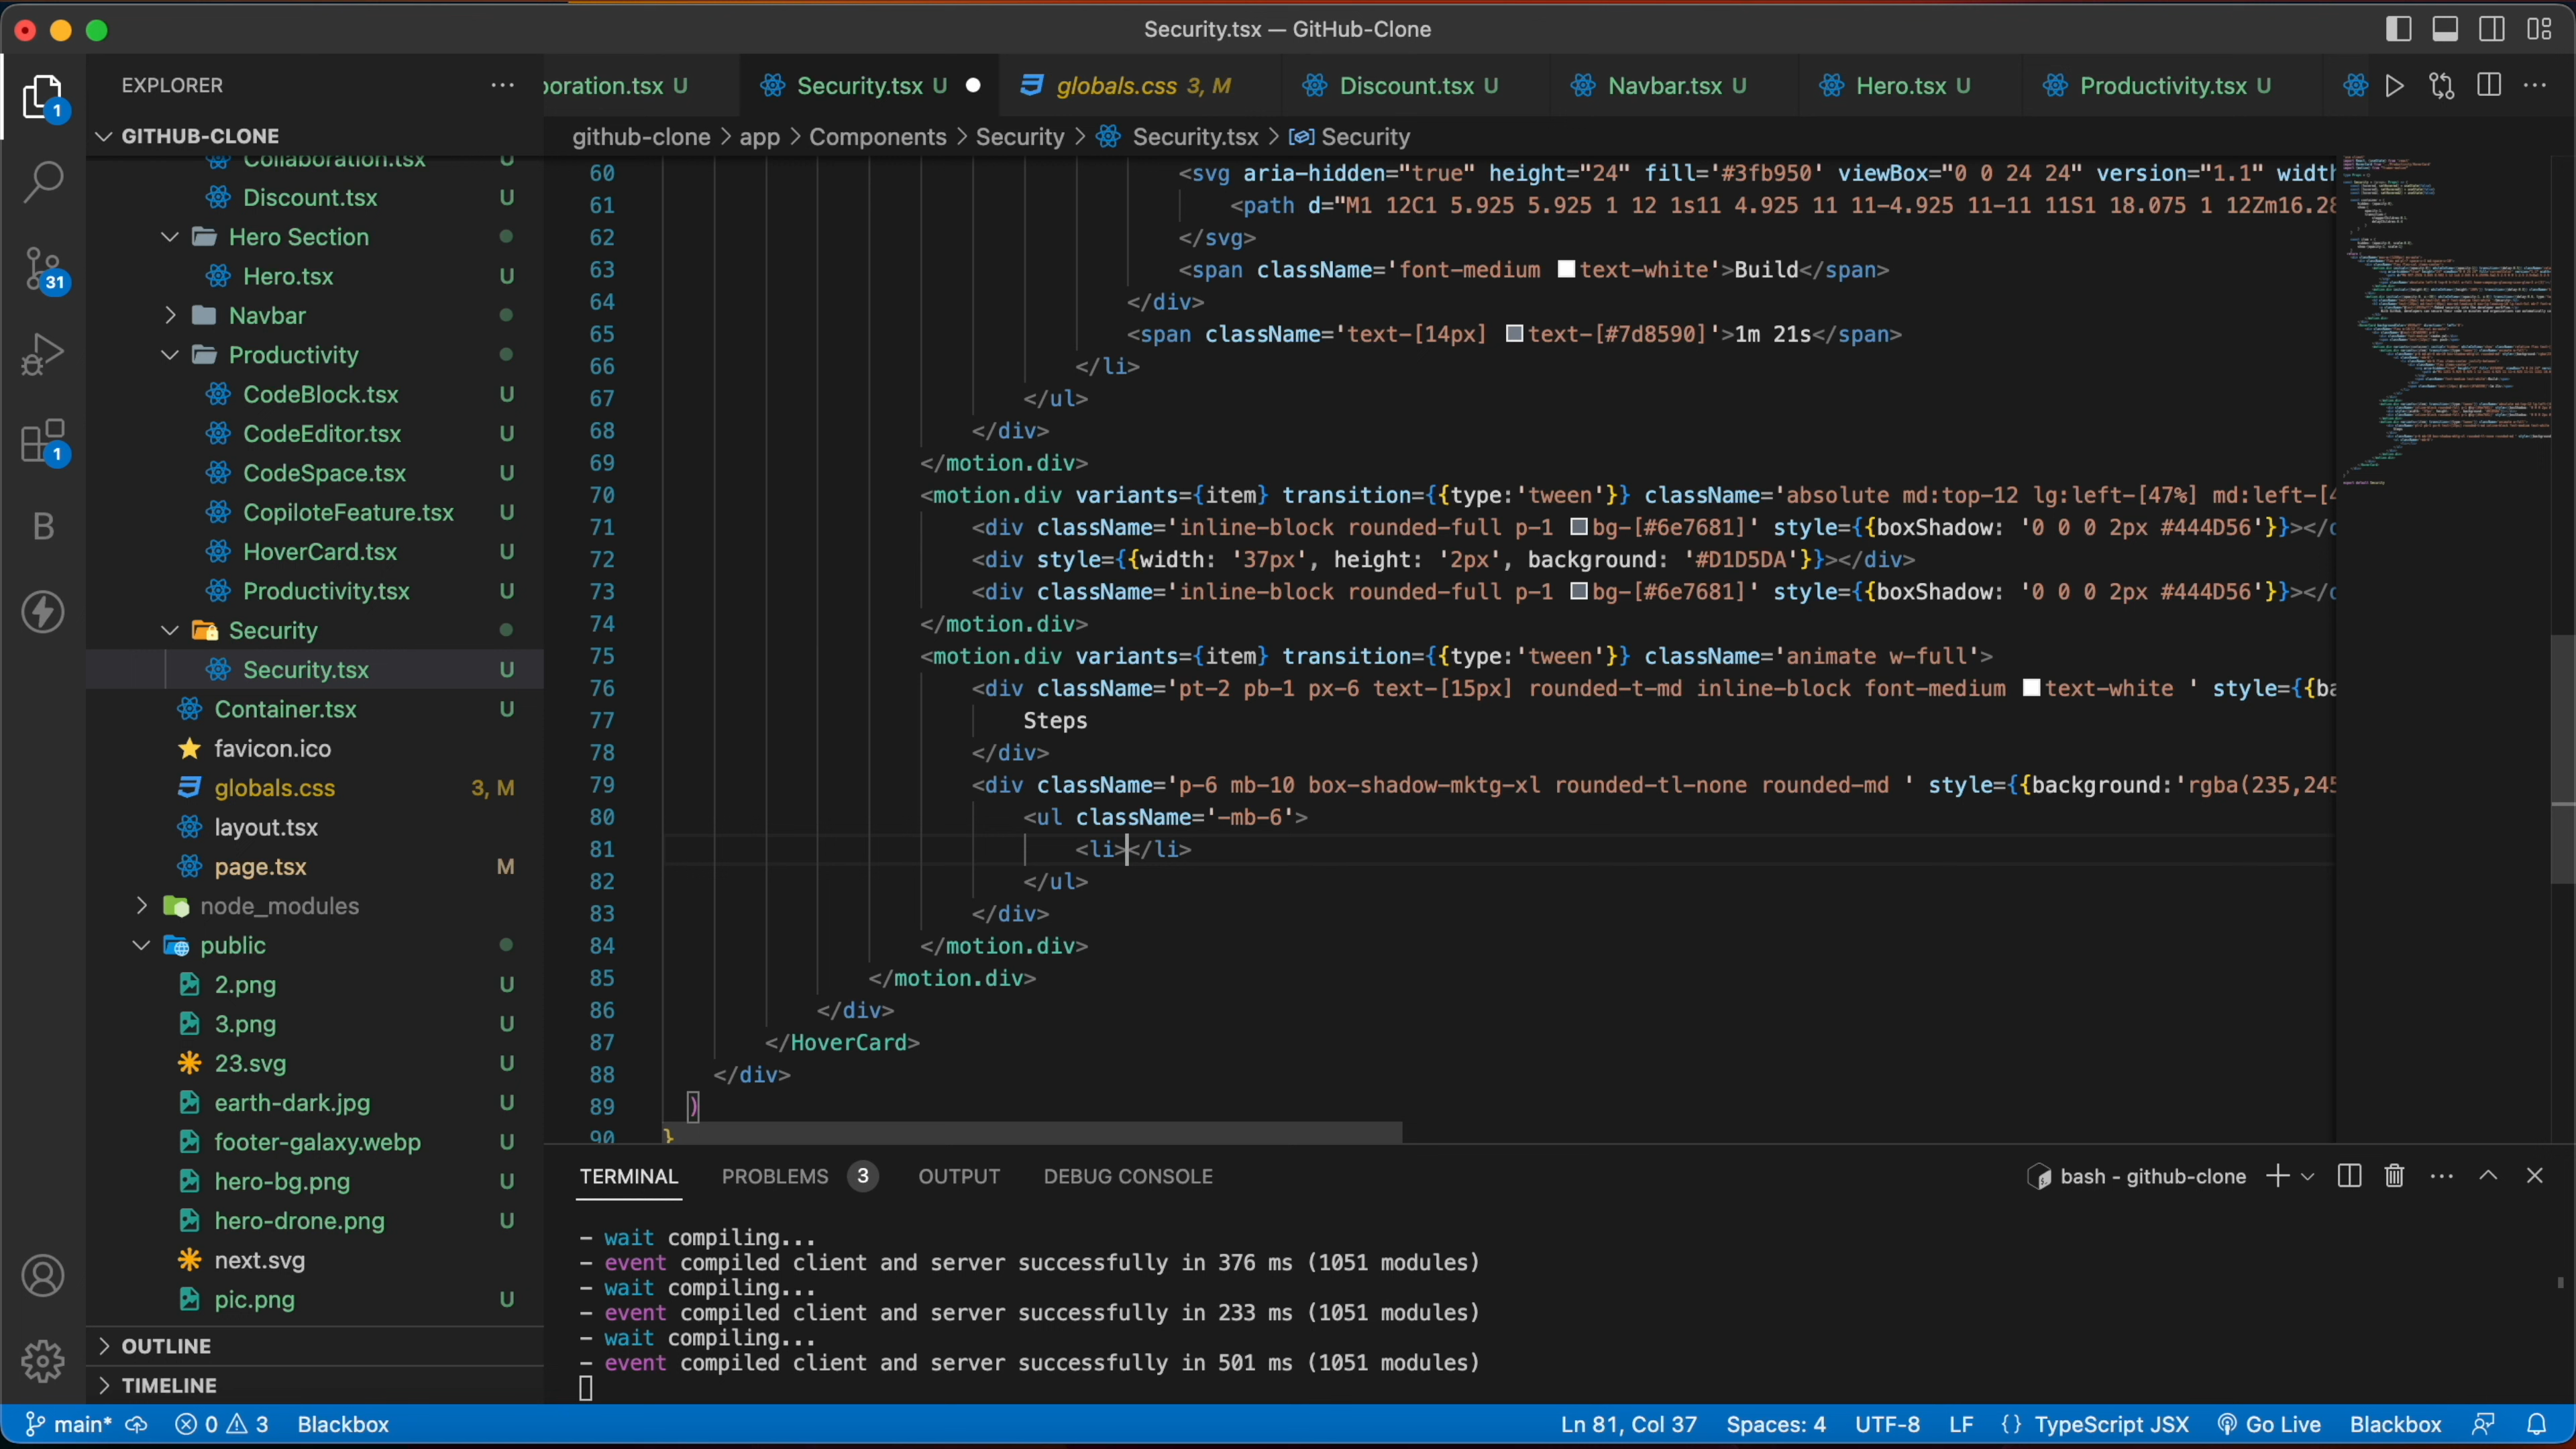 Security.tsx — GitHub-Clone
EXPLORER
GITHUB-CLONE
Collaboration.tsx U
Discount.tsx U
Hero Section
Hero.tsx U
Navbar
Productivity
CodeBlock.tsx U
CodeEditor.tsx U
CodeSpace.tsx U
CopiloteFeature.tsx U
HoverCard.tsx U
Productivity.tsx U
Security
Security.tsx U
Container.tsx U
favicon.ico
globals.css 3, M
layout.tsx
page.tsx M
node_modules
public
2.png U
3.png U
23.svg U
earth-dark.jpg U
footer-galaxy.webp U
hero-bg.png U
hero-drone.png U
next.svg
pic.png U
OUTLINE
TIMELINE
1
31
1
B
oration.tsx U Security.tsx U globals.css 3, M Discount.tsx U Navbar.tsx U Hero.tsx U Productivity.tsx U
github-clone > app > Components > Security > Security.tsx > Security
60 <svg aria-hidden="true" height="24" fill='#3fb950' viewBox="0 0 24 24" version="1.1" width
61 <path d="M1 12C1 5.925 5.925 1 12 1s11 4.925 11 11-4.925 11-11 11S1 18.075 1 12Zm16.28
62 </svg>
63 <span className='font-medium text-white'>Build</span>
64 </div>
65 <span className='text-[14px] text-[#7d8590]'>1m 21s</span>
66 </li>
67 </ul>
68 </div>
69 </motion.div>
70 <motion.div variants={item} transition={{type:'tween'}} className='absolute md:top-12 lg:left-[47%] md:left-[4
71 <div className='inline-block rounded-full p-1 bg-[#6e7681]' style={{boxShadow: '0 0 0 2px #444D56'}}></
72 <div style={{width: '37px', height: '2px', background: '#D1D5DA'}}></div>
73 <div className='inline-block rounded-full p-1 bg-[#6e7681]' style={{boxShadow: '0 0 0 2px #444D56'}}></
74 </motion.div>
75 <motion.div variants={item} transition={{type:'tween'}} className='animate w-full'>
76 <div className='pt-2 pb-1 px-6 text-[15px] rounded-t-md inline-block font-medium text-white ' style={{ba
77 Steps
78 </div>
79 <div className='p-6 mb-10 box-shadow-mktg-xl rounded-tl-none rounded-md ' style={{background:'rgba(235,245
80 <ul className='-mb-6'>
81 <li></li>
82 </ul>
83 </div>
84 </motion.div>
85 </motion.div>
86 </div>
87 </HoverCard>
88 </div>
89 )
90 }
TERMINAL PROBLEMS 3 OUTPUT DEBUG CONSOLE bash - github-clone
- wait compiling...
- event compiled client and server successfully in 376 ms (1051 modules)
- wait compiling...
- event compiled client and server successfully in 233 ms (1051 modules)
- wait compiling...
- event compiled client and server successfully in 501 ms (1051 modules)
main* 0 3 Blackbox Ln 81, Col 37 Spaces: 4 UTF-8 LF {} TypeScript JSX Go Live Blackbox